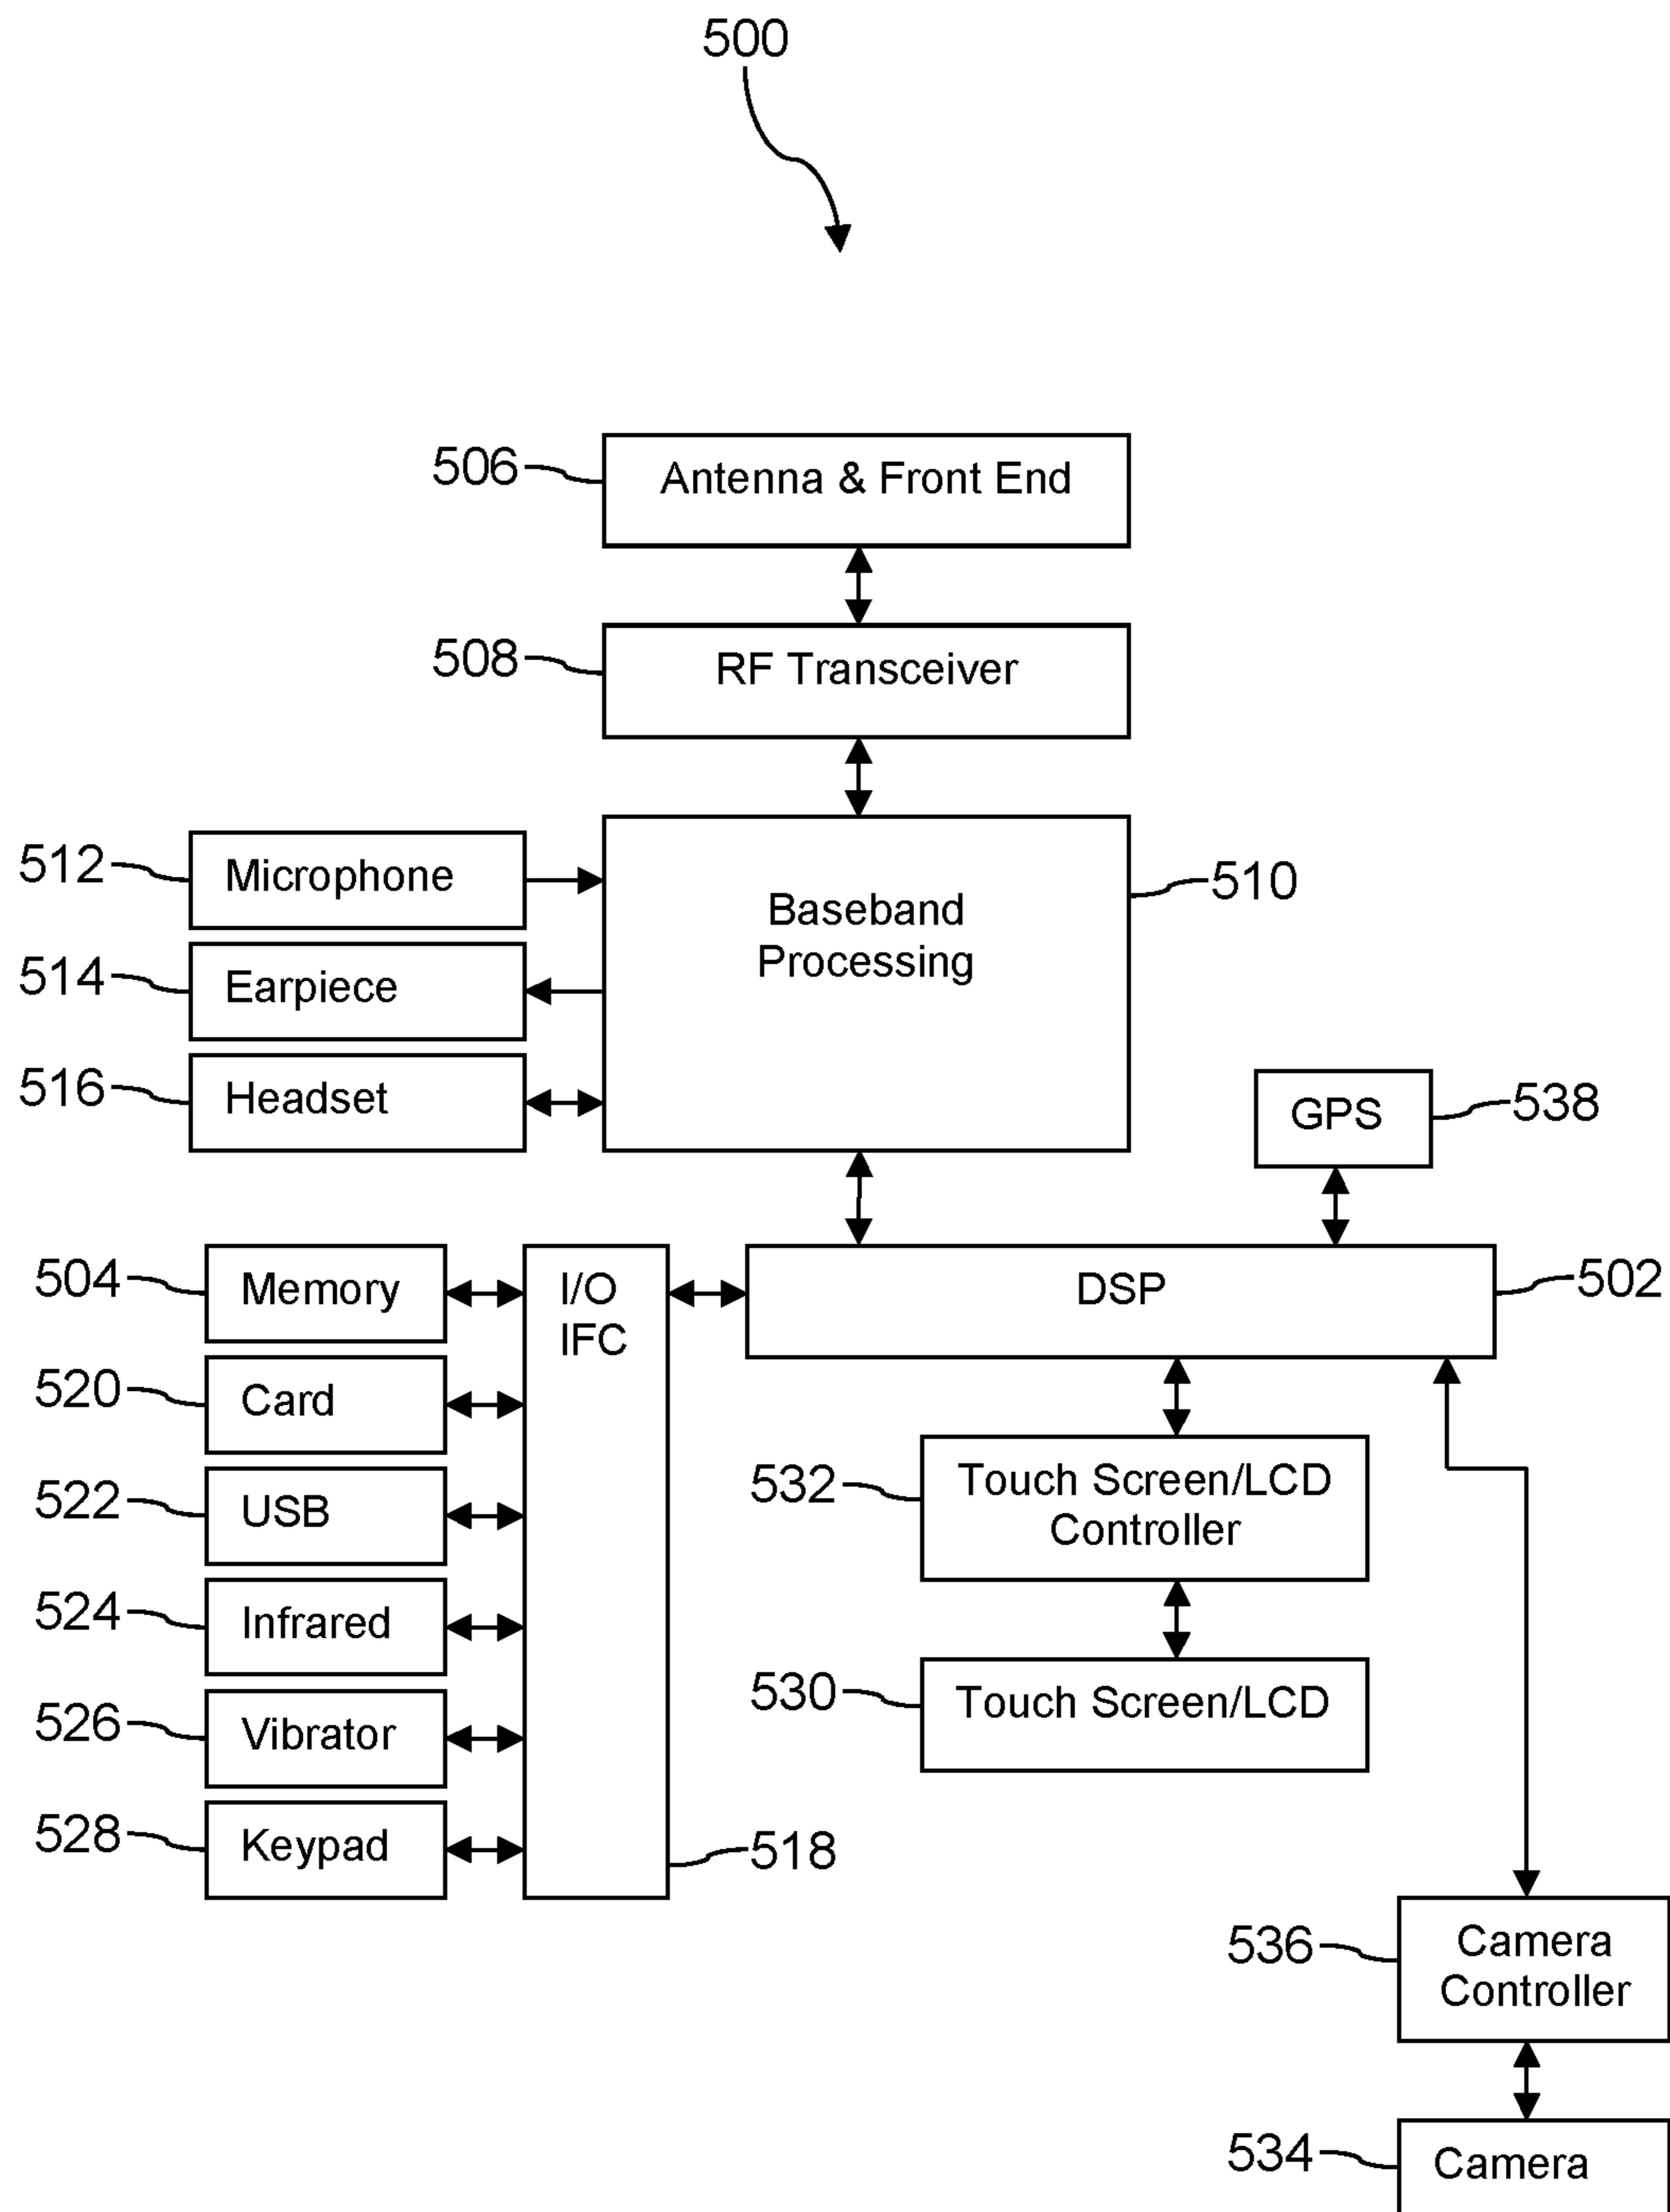 500
506
Antenna & Front End
508
RF Transceiver
512
Microphone
Baseband
Processing
510
514
Earpiece
516
Headset
GPS
538
504
Memory
I/O
IFC
DSP
502
520
Card
522
USB
532
Touch Screen/LCD
Controller
524
Infrared
530
Touch Screen/LCD
526
Vibrator
528
Keypad
518
536
Camera
Controller
534
Camera